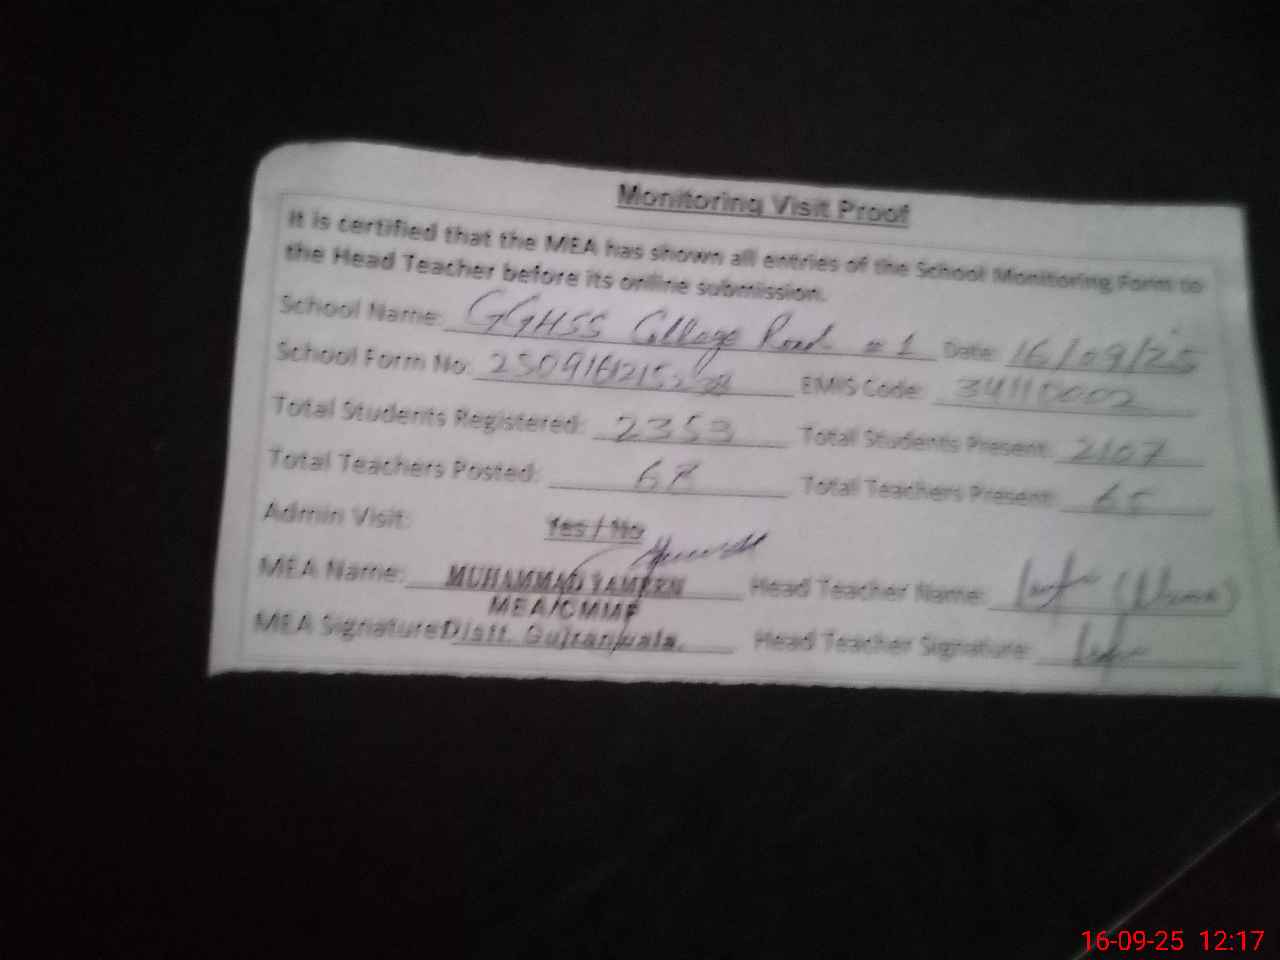 Monitoring Visit Proof
It is certified that the MEA has shown all entries of the School Monitoring Form to
the Head Teacher before its online submission.
School Name: GGHSS College Road # 1 Date: 16/09/25
School Form No: EMIS Code: 34110002
Total Students Registered: 2353 Total Students Present: 2107
Total Teachers Posted: Total Teachers Present: 65
Admin Visit: Yes / No
MEA Name: MUHAMMAD YAMEEN Head Teacher Name:
MEA/CMMF
MEA Signature Distt. Gujranwala. Head Teacher Signature:
16-09-25 12:17